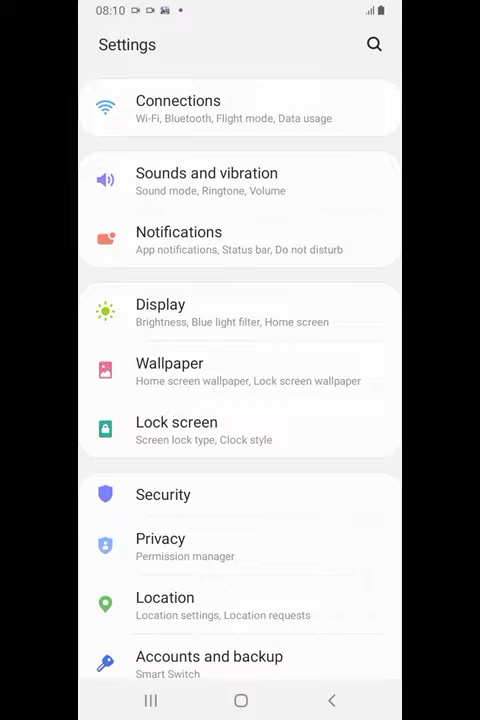 08:10
Settings
Connections
Wi-Fi, Bluetooth, Flight mode, Data usage
Sounds and vibration
Sound mode, Ringtone, Volume
Notifications
App notifications, Status bar, Do not disturb
Display
Brightness, Blue light filter, Home screen
Wallpaper
Home screen wallpaper, Lock screen wallpaper
Lock screen
Screen lock type, Clock style
Security
Privacy
Permission manager
Location
Location settings, Location requests
Accounts and backup
Smart Switch